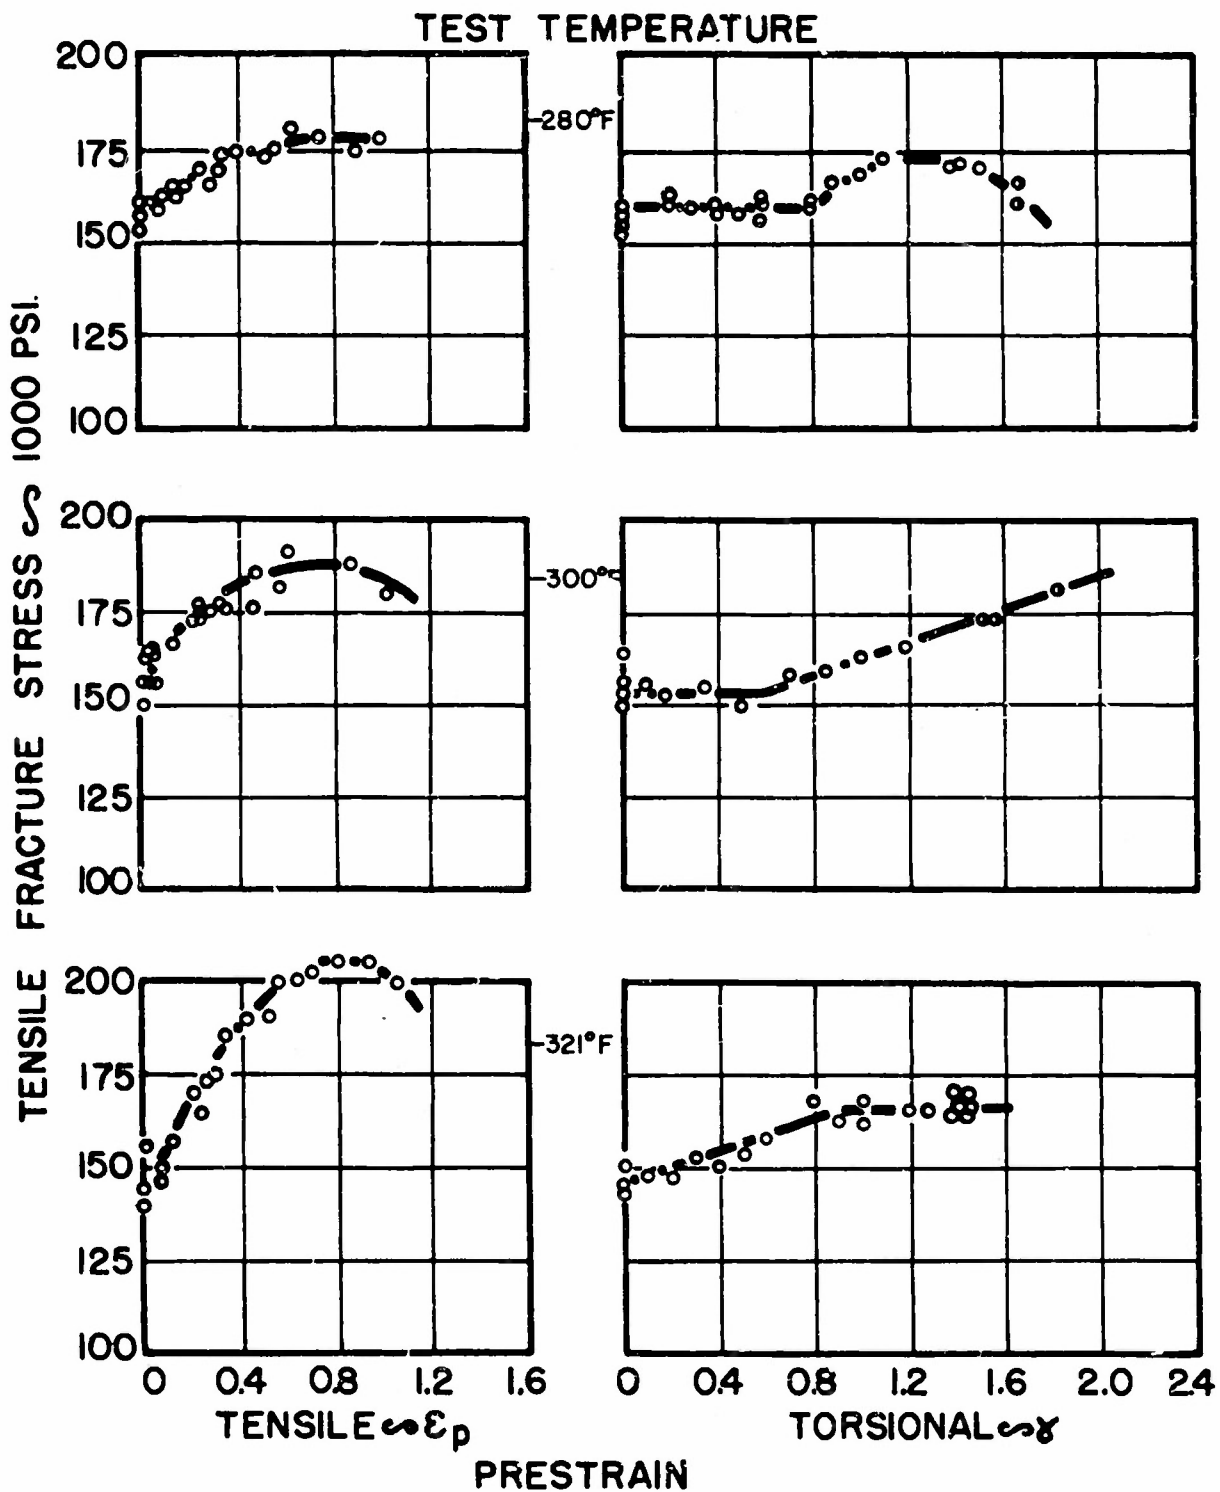 TEST TEMPERATURE
200
175
150
125
100
-280°F
200
175
150
125
100
-300°F
200
175
150
125
100
-321°F
0 0.4 0.8 1.2 1.6
0 0.4 0.8 1.2 1.6 2.0 2.4
TENSILE ∽ εp
TORSIONAL ∽ γ
PRESTRAIN
TENSILE FRACTURE STRESS ∽ 1000 PSI.